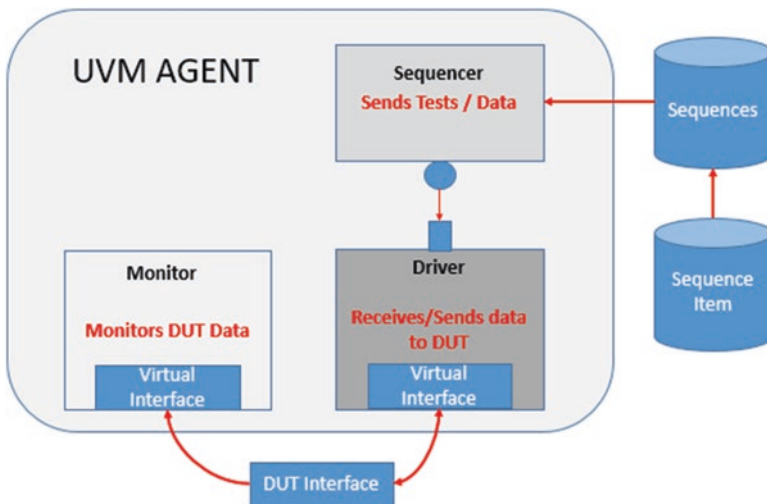 UVM AGENT
Sequencer
Sends Tests / Data
Sequences
Sequence
Item
Monitor
Monitors DUT Data
Virtual
Interface
Driver
Receives/Sends data
to DUT
Virtual
Interface
DUT Interface